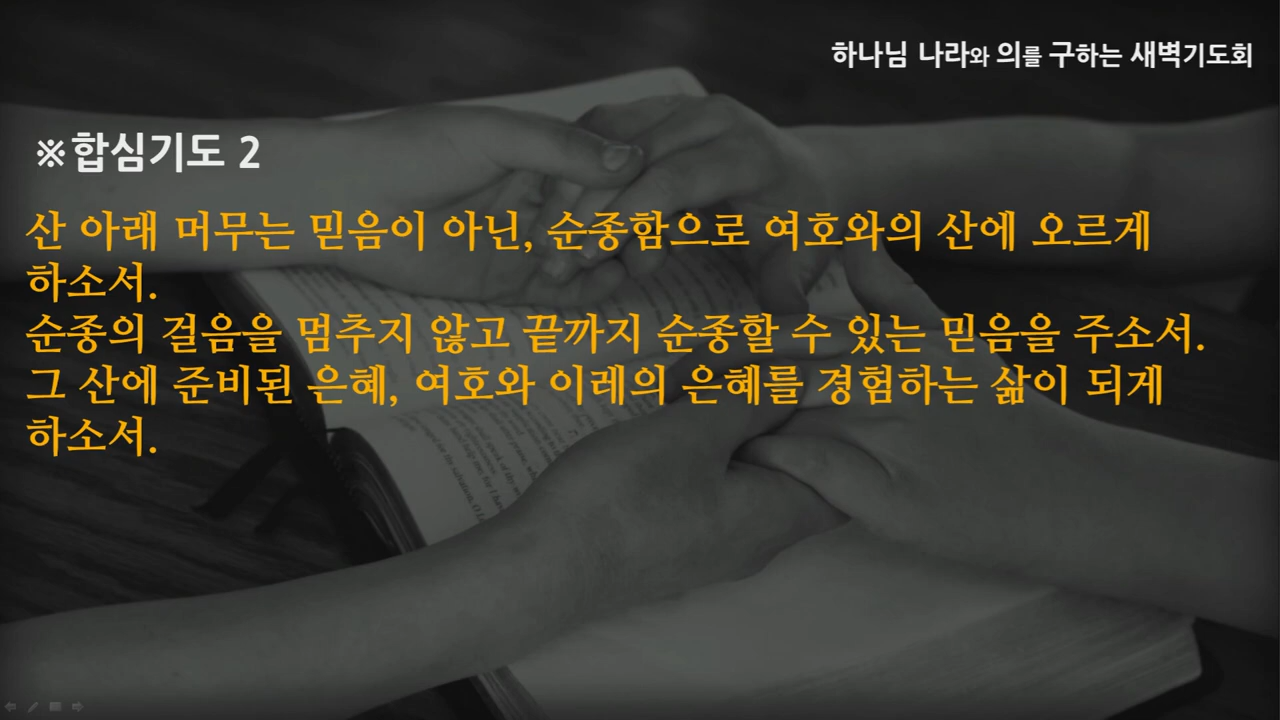 하나님 나라와 의를 구하는 새벽기도회
※합심기도 2
산 아래 머무는 믿음이 아닌, 순종함으로 여호와의 산에 오르게
하소서.
순종의 걸음을 멈추지 않고 끝까지 순종할 수 있는 믿음을 주소서.
그 산에 준비된 은혜, 여호와 이레의 은혜를 경험하는 삶이 되게
하소서.